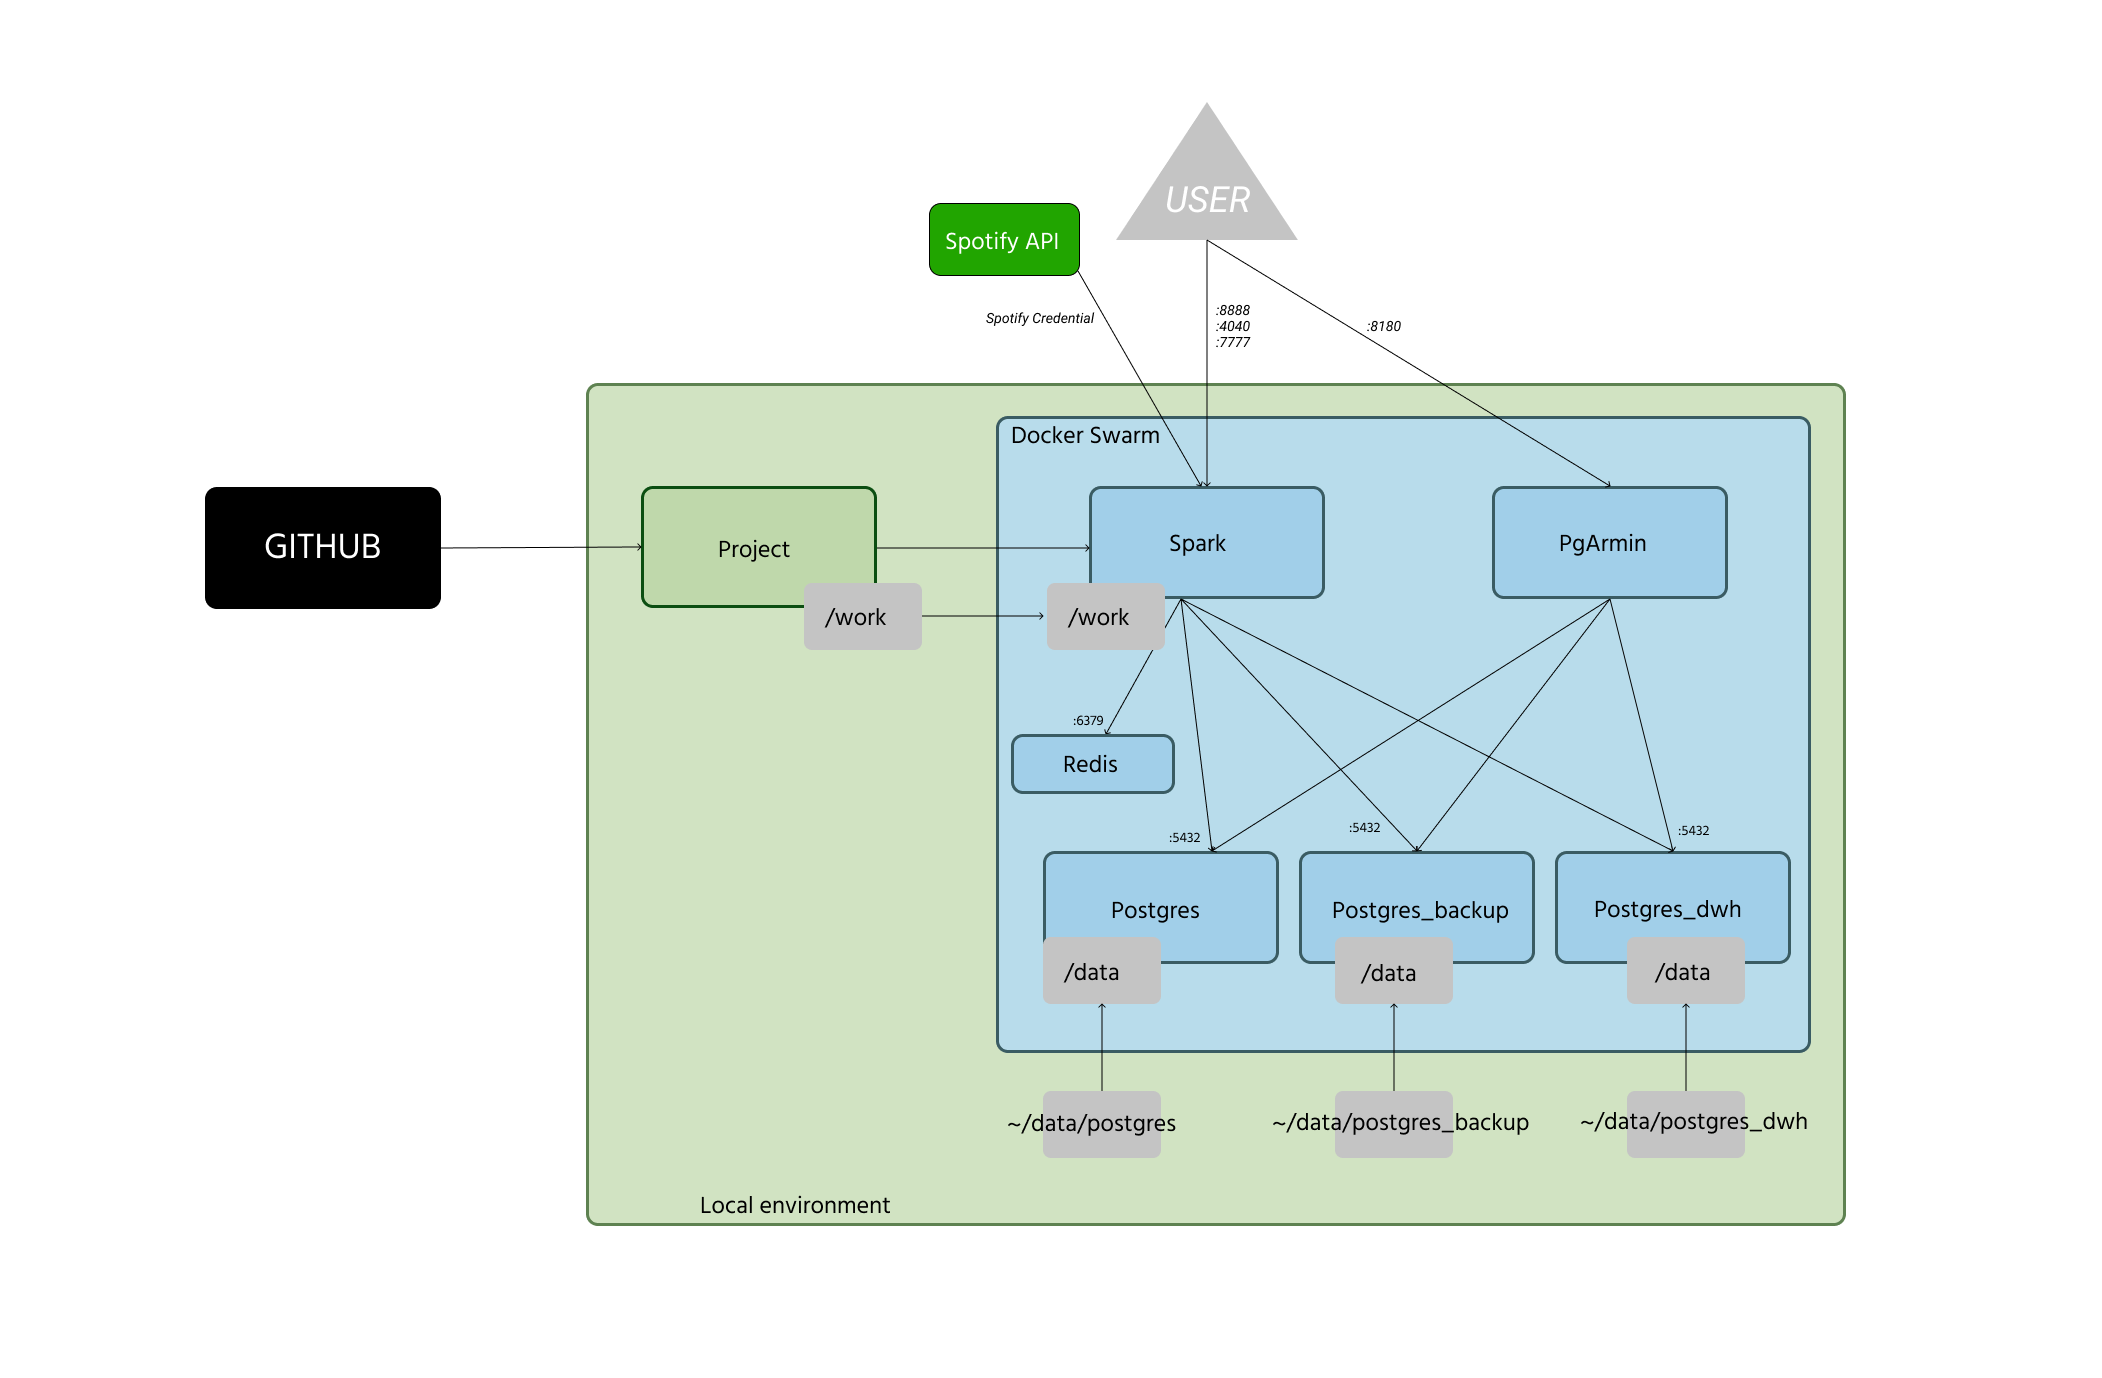 USER
Spotify API
Spotify Credential
:8888
:4040
:7777
:8180
Docker Swarm
GITHUB
Project
Spark
PgArmin
/work
/work
:6379
Redis
:5432
:5432
:5432
Postgres
Postgres_backup
Postgres_dwh
/data
/data
/data
~/data/postgres
~/data/postgres_backup
~/data/postgres_dwh
Local environment